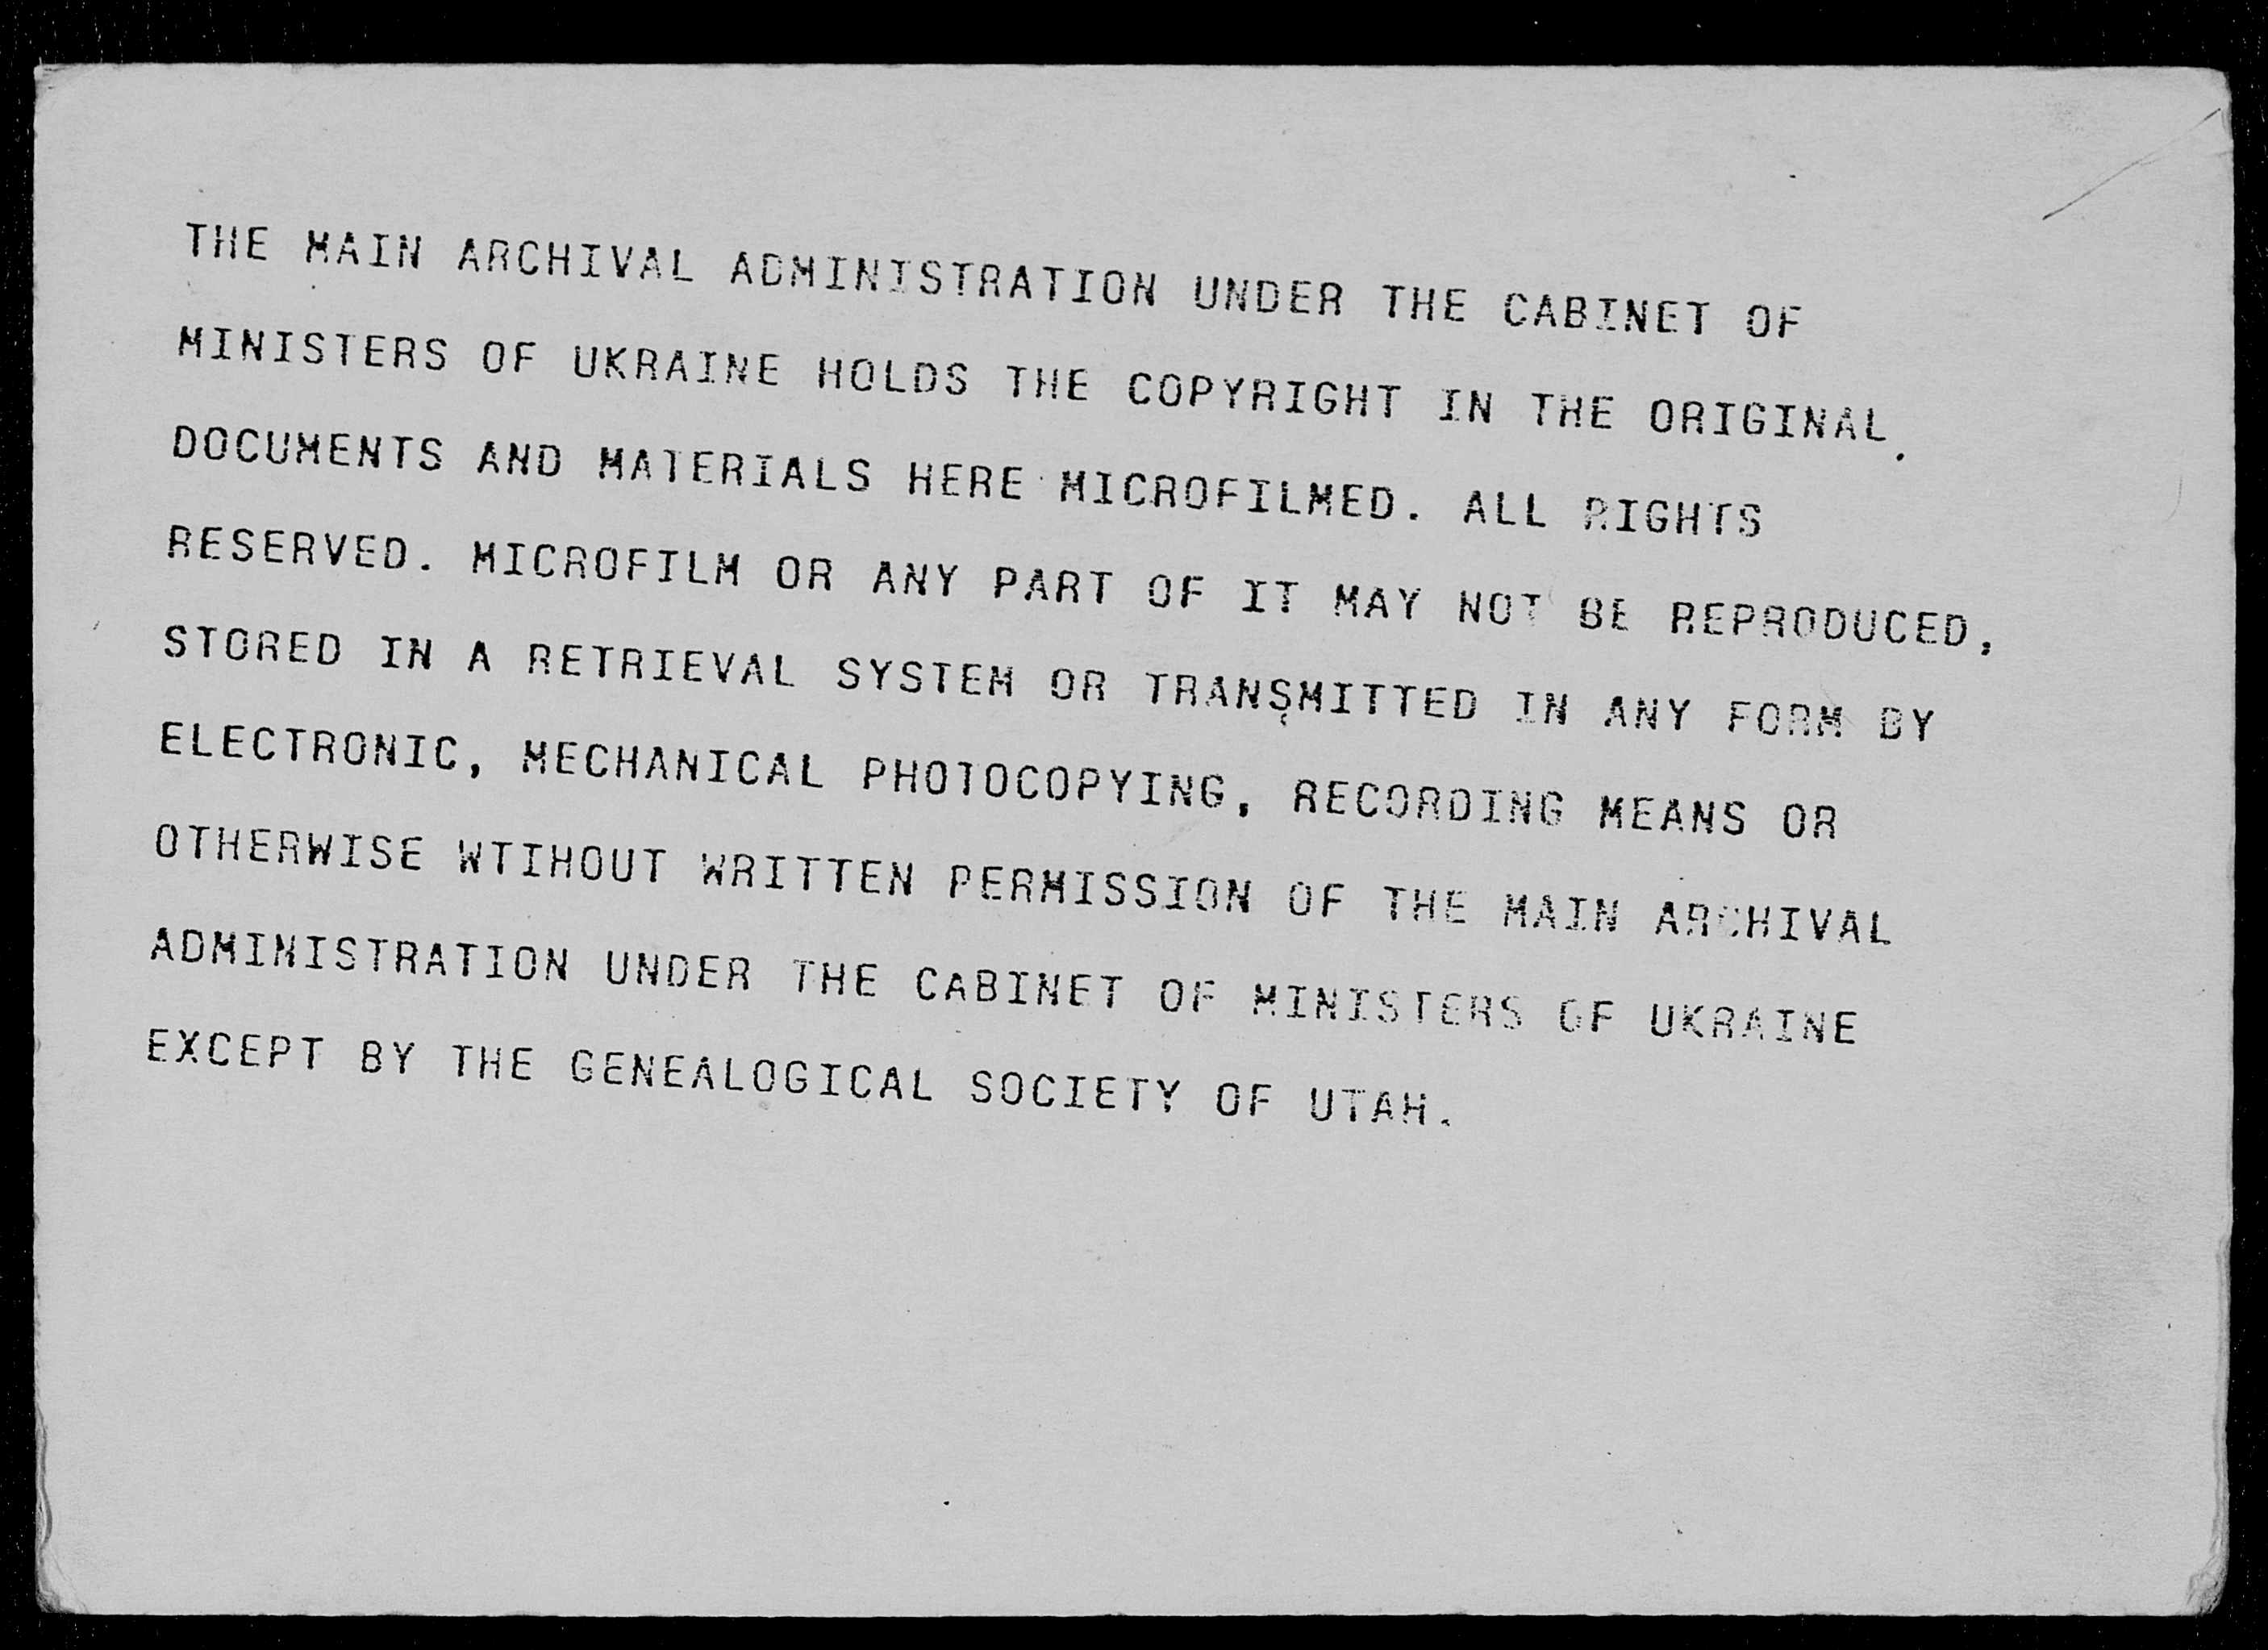 THE MAIN ARCHIVAL ADMINISTRATION UNDER THE CABINET OF
MINISTERS OF UKRAINE HOLDS THE COPYRIGHT IN THE ORIGINAL
DOCUMENTS AND MATERIALS HERE MICROFILMED. ALL RIGHTS
RESERVED. MICROFILM OR ANY PART OF IT MAY NOT BE REPRODUCED,
STORED IN A RETRIEVAL SYSTEM OR TRANSMITTED IN ANY FORM BY
ELECTRONIC, MECHANICAL PHOTOCOPYING, RECORDING MEANS OR
OTHERWISE WTIHOUT WRITTEN PERMISSION OF THE MAIN ARCHIVAL
ADMINISTRATION UNDER THE CABINET OF MINISTERS OF UKRAINE
EXCEPT BY THE GENEALOGICAL SOCIETY OF UTAH.